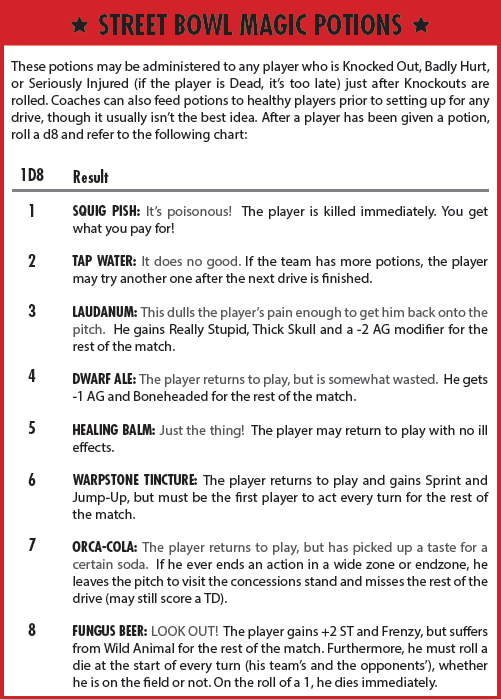 ★ STREET BOWL MAGIC POTIONS ★
These potions may be administered to any player who is Knocked Out, Badly Hurt,
or Seriously Injured (if the player is Dead, it's too late) just after Knockouts are
rolled. Coaches can also feed potions to healthy players prior to setting up for any
drive, though it usually isn't the best idea. After a player has been given a potion,
roll a d8 and refer to the following chart:
1D8 Result
1 SQUIG PISH: It's poisonous! The player is killed immediately. You get
what you pay for!
2 TAP WATER: It does no good. If the team has more potions, the player
may try another one after the next drive is finished.
3 LAUDANUM: This dulls the player's pain enough to get him back onto the
pitch. He gains Really Stupid, Thick Skull and a -2 AG modifier for the
rest of the match.
4 DWARF ALE: The player returns to play, but is somewhat wasted. He gets
-1 AG and Boneheaded for the rest of the match.
5 HEALING BALM: Just the thing! The player may return to play with no ill
effects.
6 WARPSTONE TINCTURE: The player returns to play and gains Sprint and
Jump-Up, but must be the first player to act every turn for the rest of
the match.
7 ORCA-COLA: The player returns to play, but has picked up a taste for a
certain soda. If he ever ends an action in a wide zone or endzone, he
leaves the pitch to visit the concessions stand and misses the rest of the
drive (may still score a TD).
8 FUNGUS BEER: LOOK OUT! The player gains +2 ST and Frenzy, but suffers
from Wild Animal for the rest of the match. Furthermore, he must roll a
die at the start of every turn (his team's and the opponents'), whether
he is on the field or not. On the roll of a 1, he dies immediately.